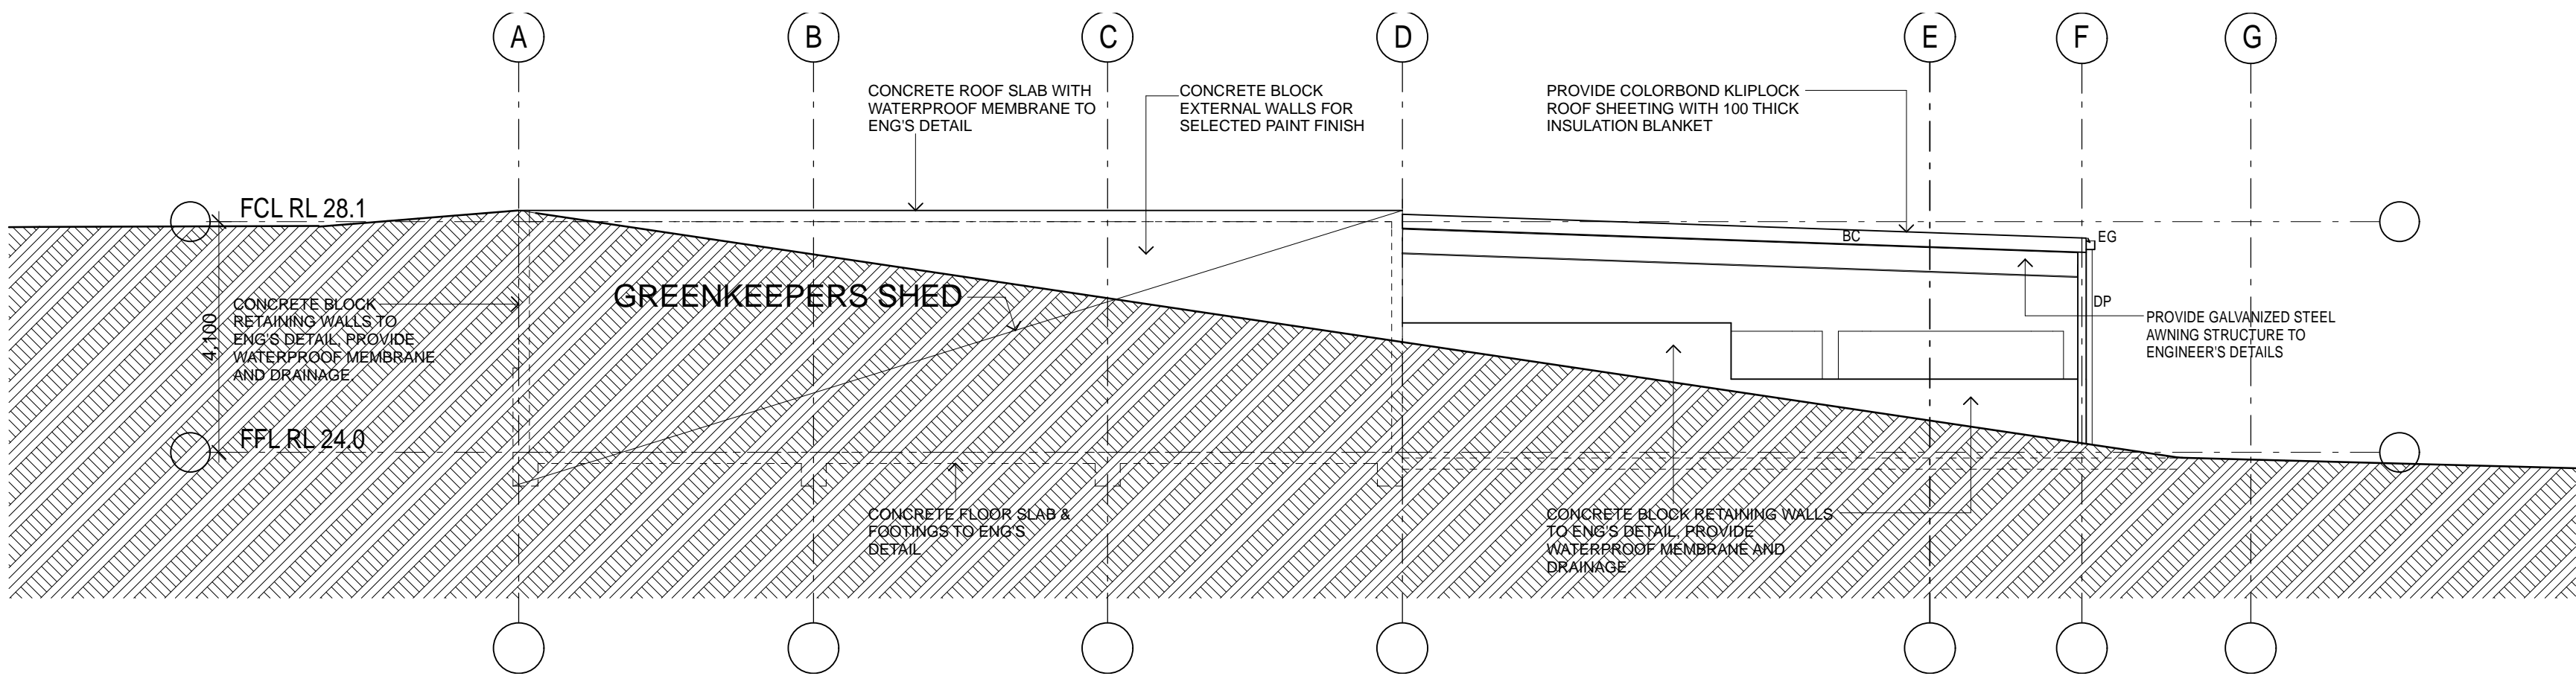 A B C D E F G
CONCRETE ROOF SLAB WITH
WATERPROOF MEMBRANE TO
ENG'S DETAIL
CONCRETE BLOCK
EXTERNAL WALLS FOR
SELECTED PAINT FINISH
PROVIDE COLORBOND KLIPLOCK
ROOF SHEETING WITH 100 THICK
INSULATION BLANKET
FCL RL 28.1
BC
EG
GREENKEEPERS SHED
CONCRETE BLOCK
RETAINING WALLS TO
ENG'S DETAIL, PROVIDE
WATERPROOF MEMBRANE
AND DRAINAGE.
4,100
DP
PROVIDE GALVANIZED STEEL
AWNING STRUCTURE TO
ENGINEER'S DETAILS
FFL RL 24.0
CONCRETE FLOOR SLAB &
FOOTINGS TO ENG'S
DETAIL
CONCRETE BLOCK RETAINING WALLS
TO ENG'S DETAIL, PROVIDE
WATERPROOF MEMBRANE AND
DRAINAGE.